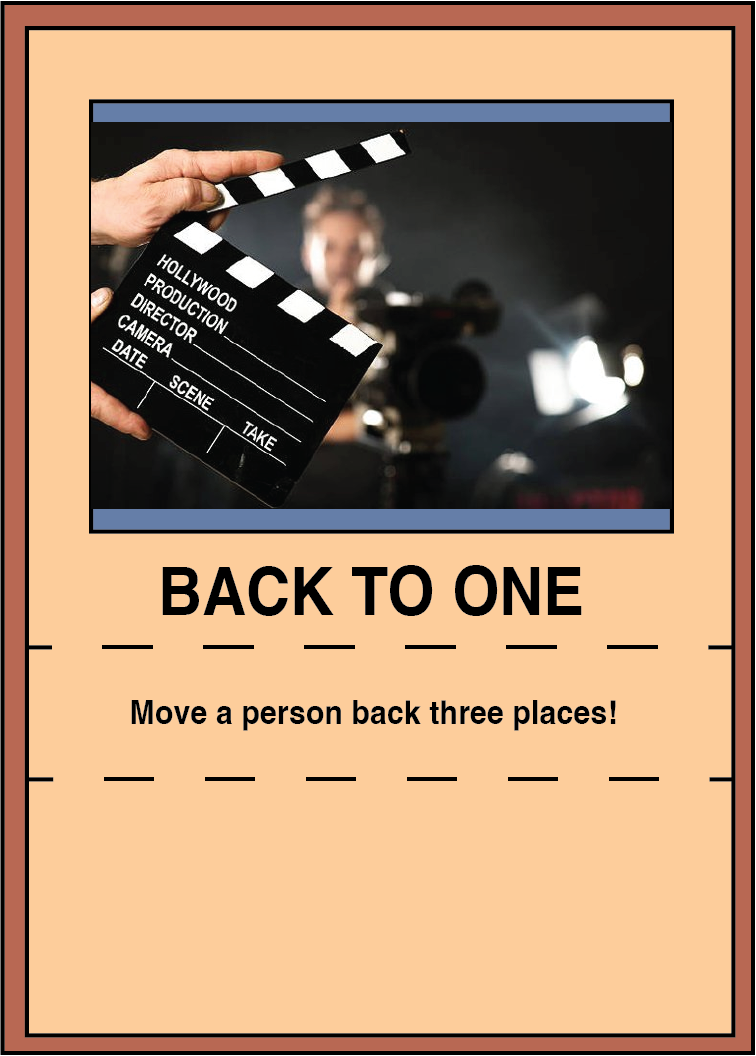 HOLLYWOOD
PRODUCTION
DIRECTOR
CAMERA
DATE SCENE TAKE
BACK TO ONE
Move a person back three places!